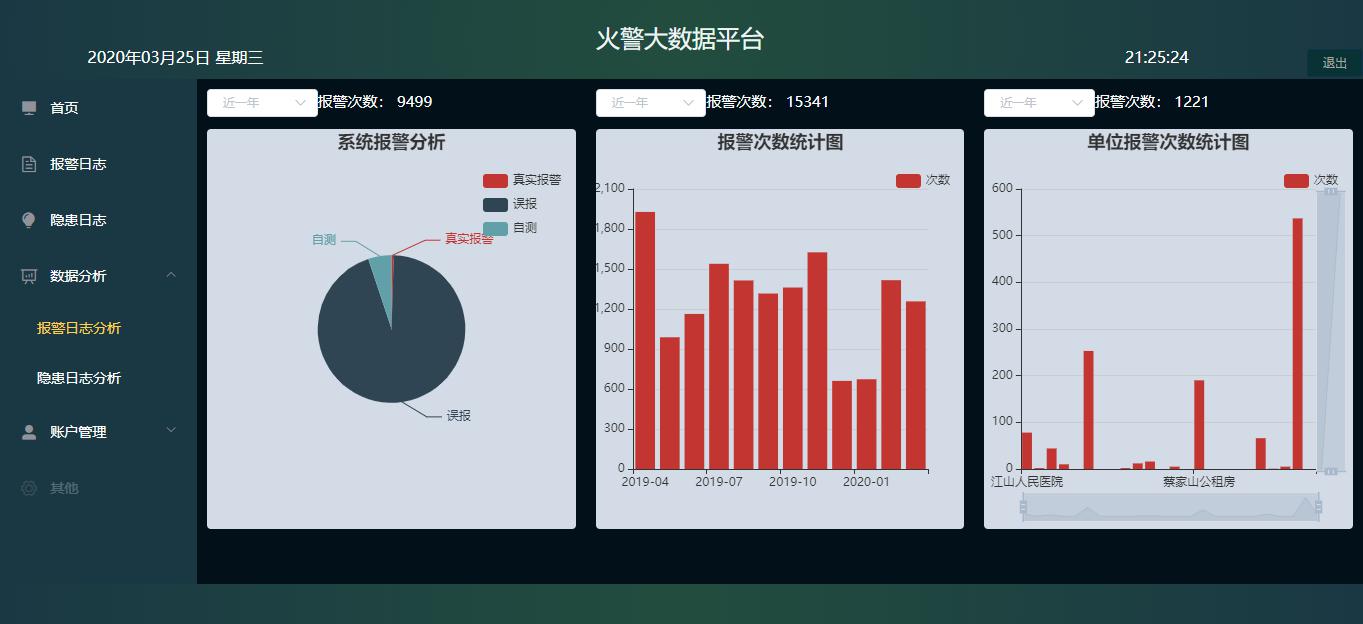 火警大数据平台
2020年03月25日 星期三
21:25:24
退出
首页
报警日志
隐患日志
数据分析
报警日志分析
隐患日志分析
账户管理
其他
近一年
报警次数： 9499
系统报警分析
真实报警
误报
自测
自测
真实报警
误报
近一年
报警次数： 15341
报警次数统计图
次数
2,100
1,800
1,500
1,200
900
600
300
0
2019-04 2019-07 2019-10 2020-01
近一年
报警次数： 1221
单位报警次数统计图
次数
600
500
400
300
200
100
0
江山人民医院 蔡家山公租房